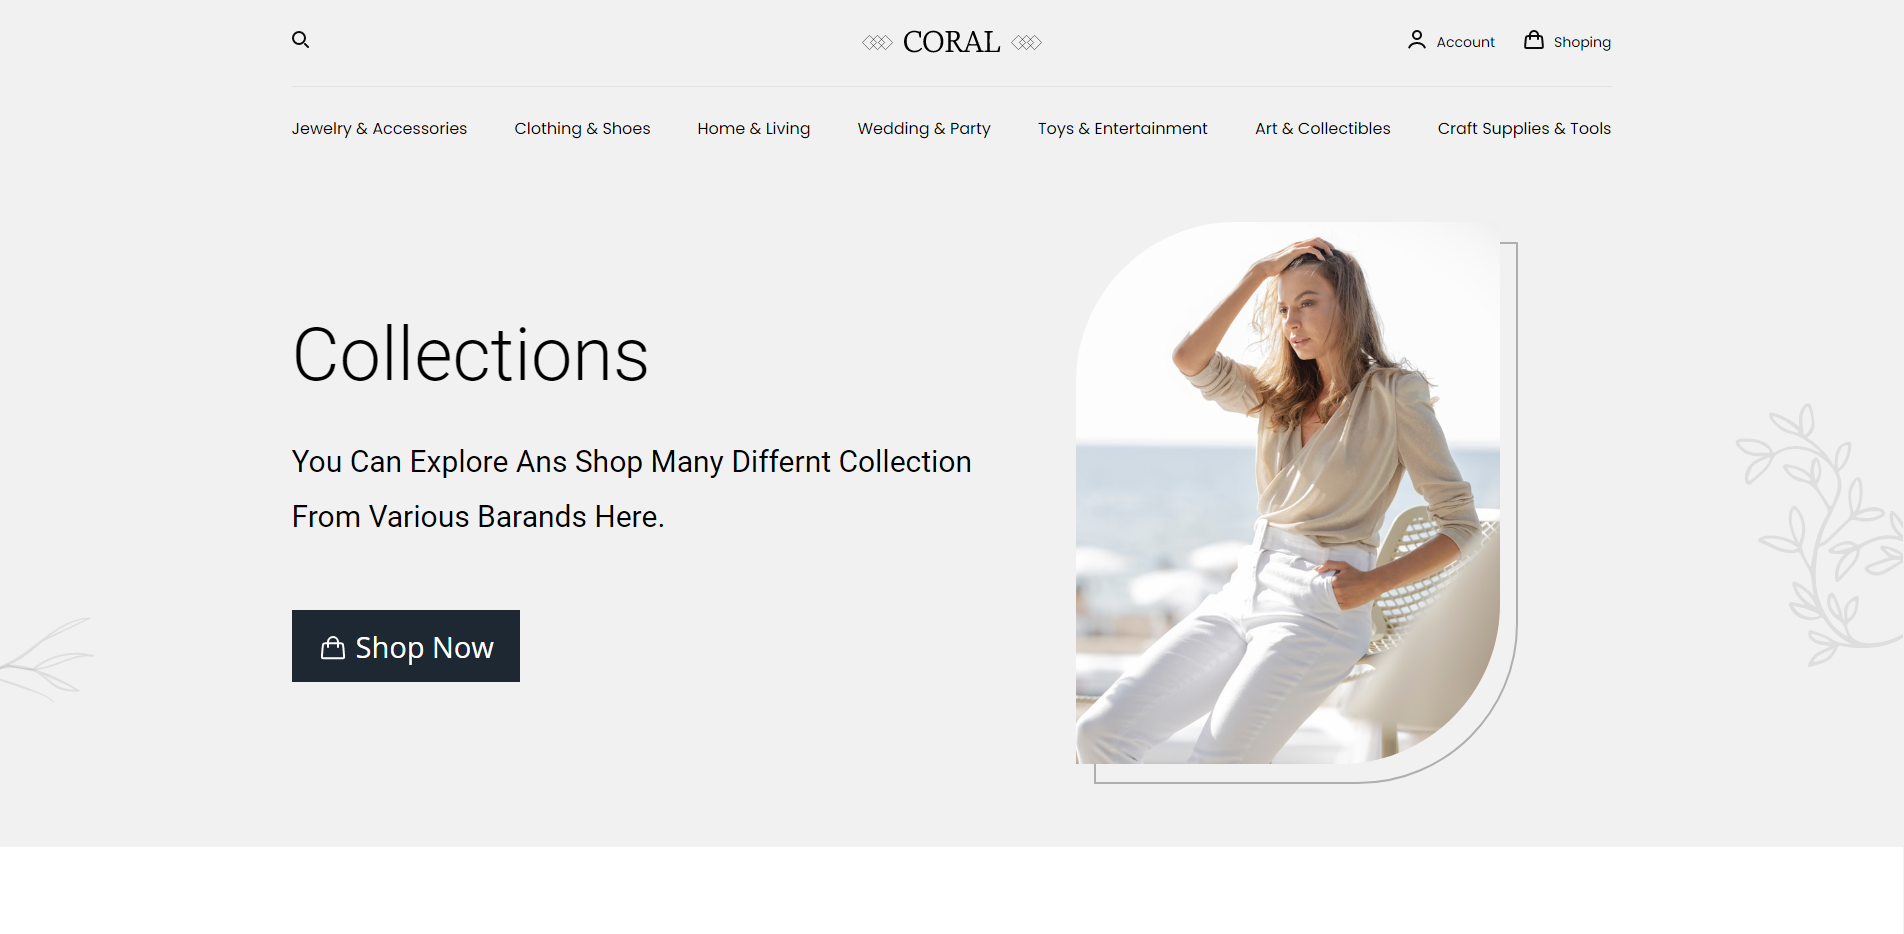 CORAL
Account
Shoping
Jewelry & Accessories
Clothing & Shoes
Home & Living
Wedding & Party
Toys & Entertainment
Art & Collectibles
Craft Supplies & Tools
Collections
You Can Explore Ans Shop Many Differnt Collection
From Various Barands Here.
Shop Now